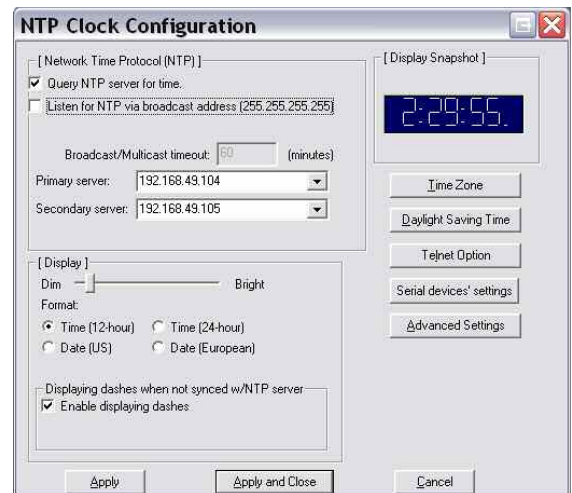 NTP Clock Configuration
[ Network Time Protocol (NTP) ]
Query NTP server for time.
Listen for NTP via broadcast address (255.255.255.255)
Broadcast/Multicast timeout: 60 (minutes)
Primary server: 192.168.49.104
Secondary server: 192.168.49.105
[ Display ]
Dim Bright
Format:
Time (12-hour) Time (24-hour)
Date (US) Date (European)
Displaying dashes when not synced w/NTP server
Enable displaying dashes
[ Display Snapshot ]
2:29:55.
Time Zone
Daylight Saving Time
Telnet Option
Serial devices' settings
Advanced Settings
Apply Apply and Close Cancel